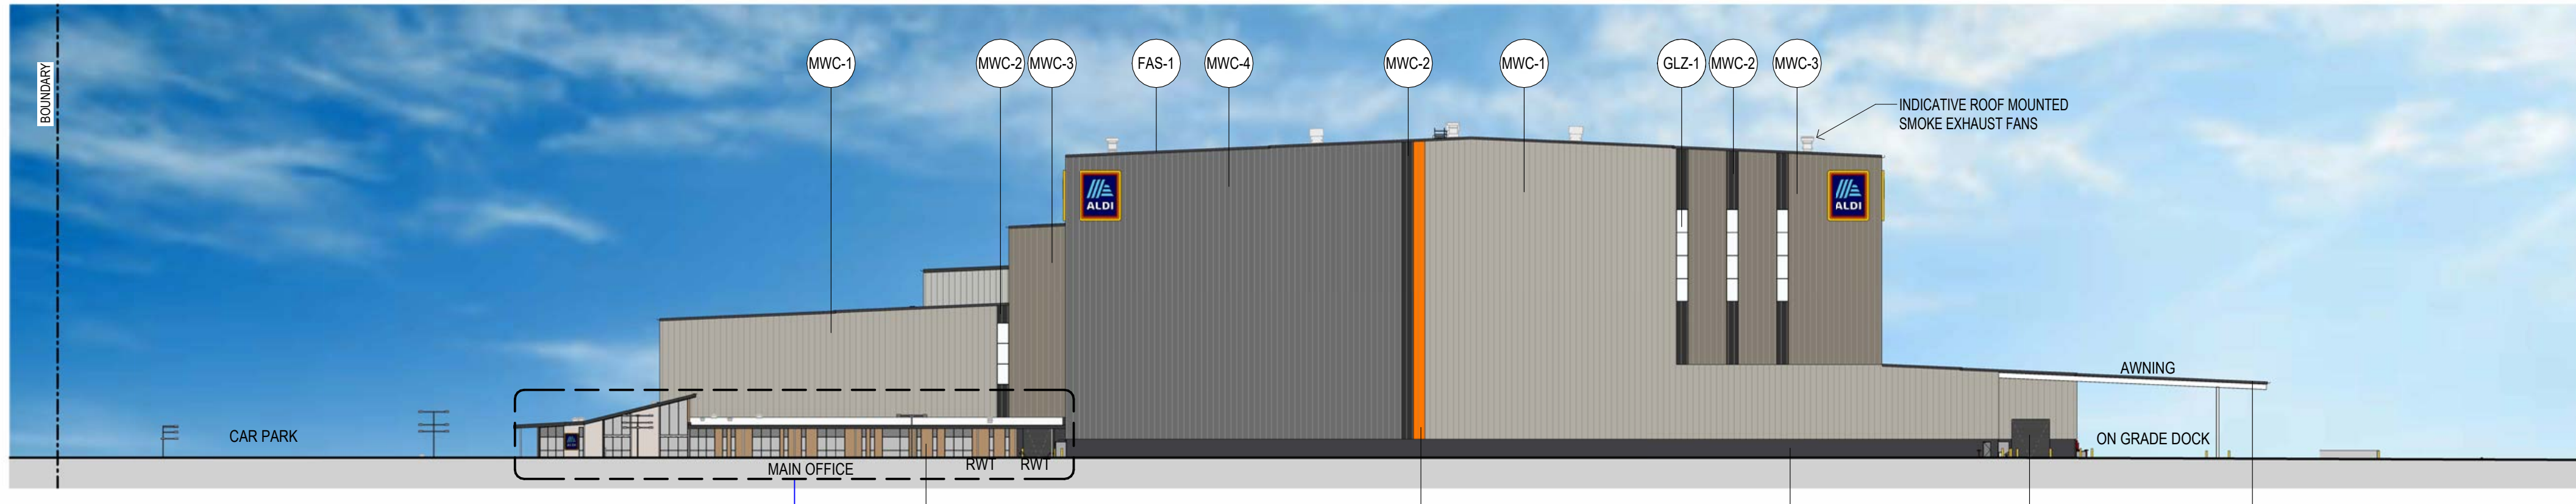 BOUNDARY
MWC-1
MWC-2
MWC-3
FAS-1
MWC-4
MWC-2
MWC-1
GLZ-1
MWC-2
MWC-3
INDICATIVE ROOF MOUNTED
SMOKE EXHAUST FANS
ALDI
ALDI
AWNING
CAR PARK
ALDI
ON GRADE DOCK
MAIN OFFICE
RWT
RWT